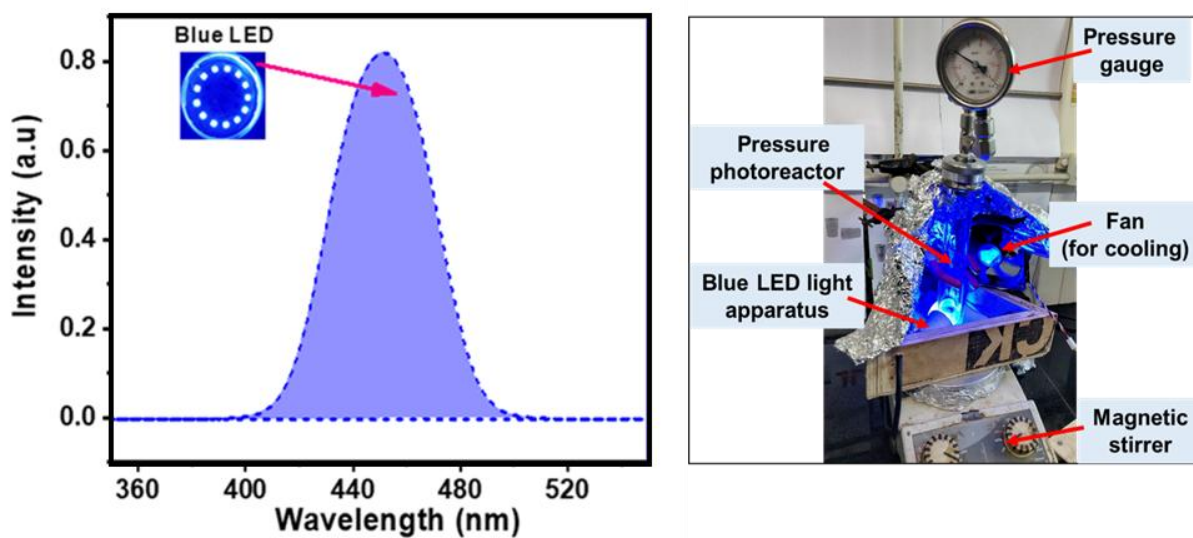 Blue LED
Intensity (a.u)
0.8
0.6
0.4
0.2
0.0
360
400
440
480
520
Wavelength (nm)
Pressure
gauge
Pressure
photoreactor
Fan
(for cooling)
Blue LED light
apparatus
CK
Magnetic
stirrer